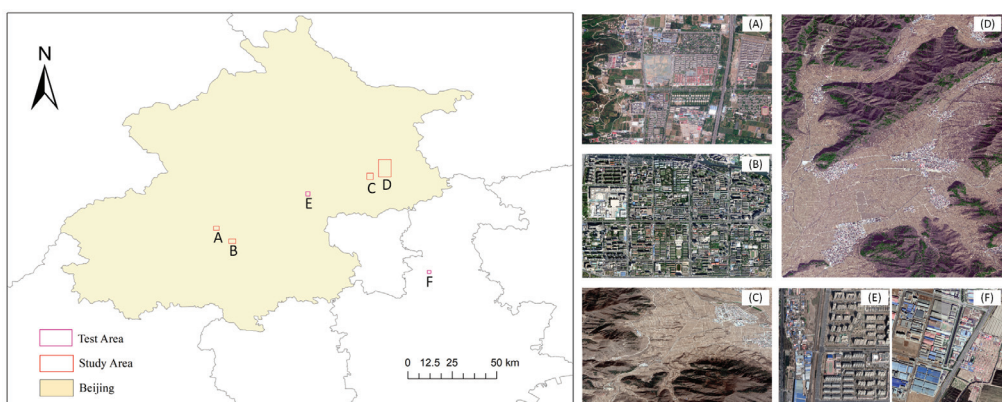 N
A
B
C
D
E
F
Test Area
Study Area
Beijing
0 12.5 25 50 km
(A)
(B)
(C)
(D)
(E)
(F)